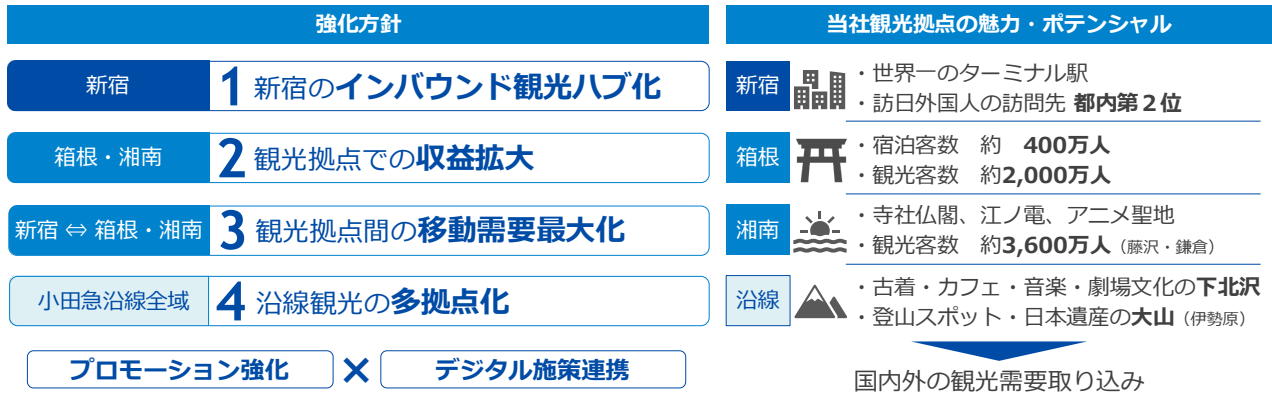 強化方針
新宿
1 新宿のインバウンド観光ハブ化
箱根・湘南
2 観光拠点での収益拡大
新宿 ⇔ 箱根・湘南
3 観光拠点間の移動需要最大化
小田急沿線全域
4 沿線観光の多拠点化
プロモーション強化 × デジタル施策連携
当社観光拠点の魅力・ポテンシャル
新宿
・世界一のターミナル駅
・訪日外国人の訪問先 都内第2位
箱根
・宿泊客数 約 400万人
・観光客数 約2,000万人
湘南
・寺社仏閣、江ノ電、アニメ聖地
・観光客数 約3,600万人（藤沢・鎌倉）
沿線
・古着・カフェ・音楽・劇場文化の下北沢
・登山スポット・日本遺産の大山（伊勢原）
国内外の観光需要取り込み